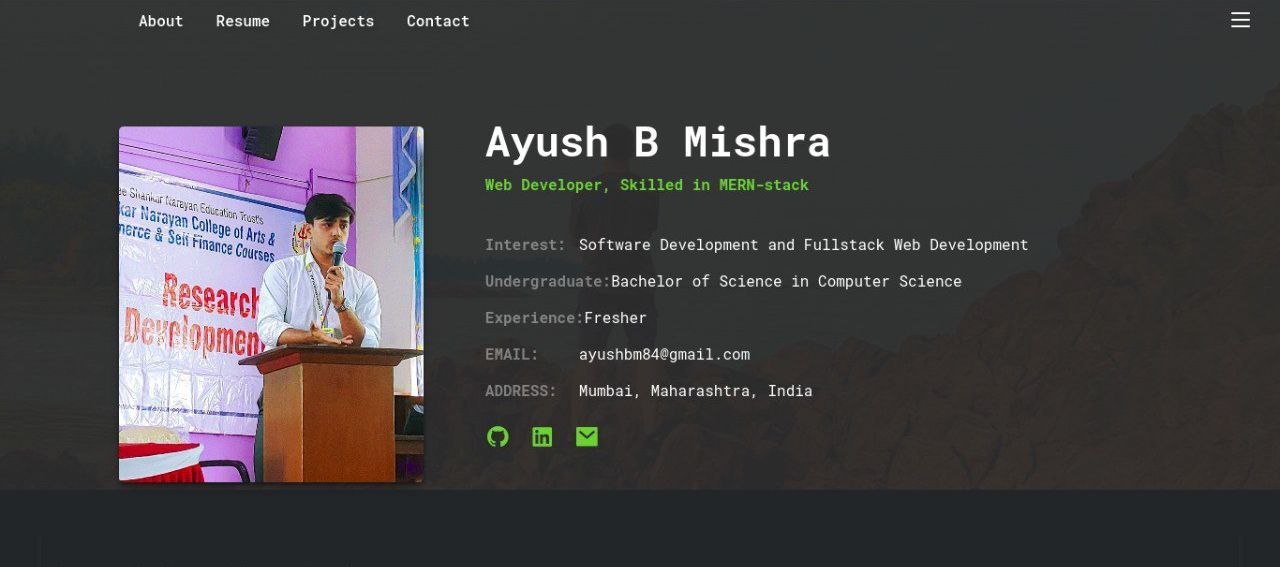 About Resume Projects Contact
Ayush B Mishra
Web Developer, Skilled in MERN-stack
Interest: Software Development and Fullstack Web Development
Undergraduate:Bachelor of Science in Computer Science
Experience:Fresher
EMAIL: ayushbm84@gmail.com
ADDRESS: Mumbai, Maharashtra, India
ee Shankar Narayan Education Trust's
kar Narayan College of Arts &
merce & Self Finance Courses
Research
Developmen
in